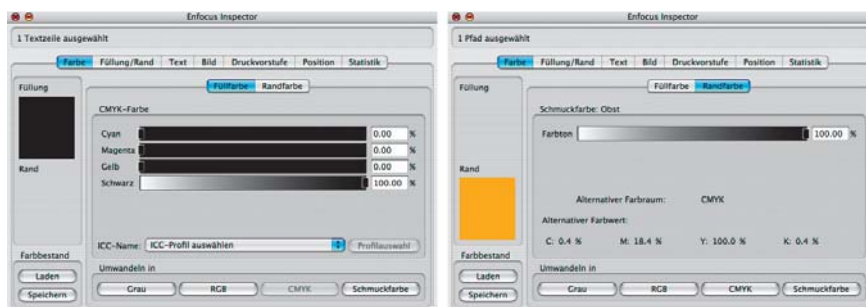 Enfocus Inspector
1 Textzeile ausgewählt
Farbe Füllung/Rand Text Bild Druckvorstufe Position Statistik
Füllung
Füllfarbe Randfarbe
CMYK-Farbe
Cyan 0.00 %
Magenta 0.00 %
Gelb 0.00 %
Schwarz 100.00 %
Rand
ICC-Name: ICC-Profil auswählen Profilauswahl
Farbbestand
Laden
Speichern
Umwandeln in
Grau RGB CMYK Schmuckfarbe
Enfocus Inspector
1 Pfad ausgewählt
Farbe Füllung/Rand Text Bild Druckvorstufe Position Statistik
Füllung
Füllfarbe Randfarbe
Schmuckfarbe: Obst
Farbton 100.00 %
Rand
Alternativer Farbraum: CMYK
Alternativer Farbwert:
C: 0.4 % M: 18.4 % Y: 100.0 % K: 0.4 %
Farbbestand
Laden
Speichern
Umwandeln in
Grau RGB CMYK Schmuckfarbe